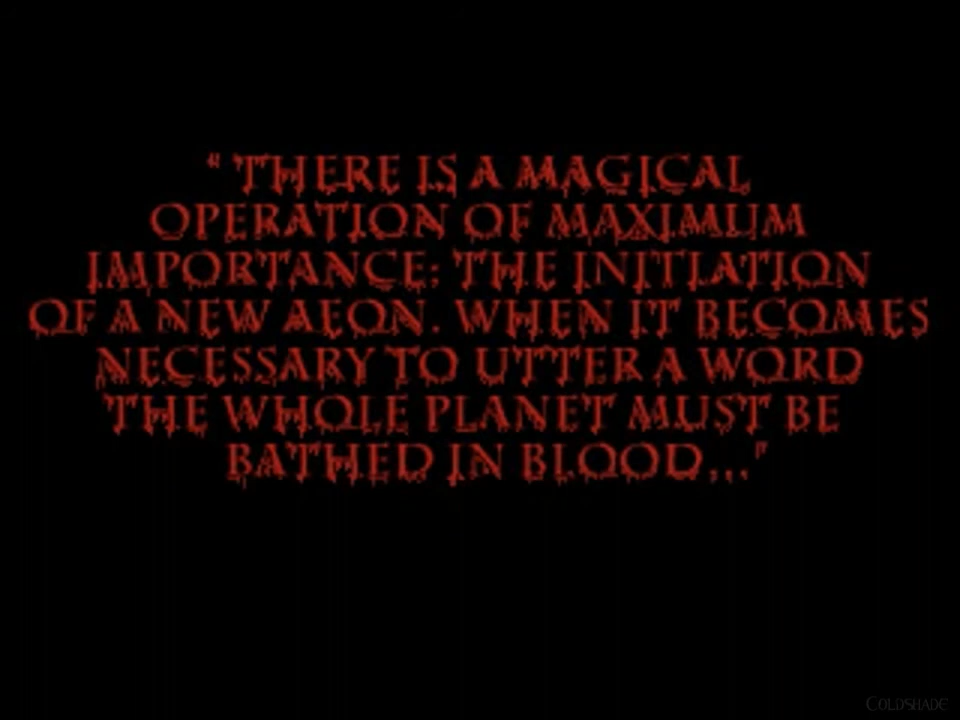 " THERE IS A MAGICAL
OPERATION OF MAXIMUM
IMPORTANCE; THE INITIATION
OF A NEW AEON. WHEN IT BECOMES
NECESSARY TO UTTER A WORD
THE WHOLE PLANET MUST BE
BATHED IN BLOOD..."
COLDSHADE